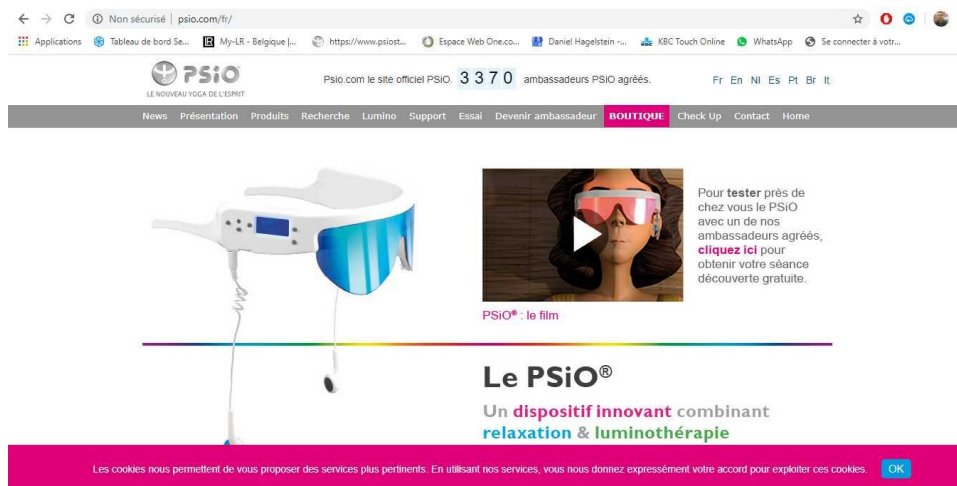 Non sécurisé | psio.com/fr/
Applications Tableau de bord Se... My-LR - Belgique |... https://www.psiost... Espace Web One.co... Daniel Hagelstein -... KBC Touch Online WhatsApp Se connecter à votr...
PSiO
LE NOUVEAU YOGA DE L'ESPRIT
Psio.com le site officiel PSiO. 3370 ambassadeurs PSiO agréés.
Fr En Nl Es Pt Br It
News Présentation Produits Recherche Lumino Support Essai Devenir ambassadeur BOUTIQUE Check Up Contact Home
Pour tester près de
chez vous le PSiO
avec un de nos
ambassadeurs agréés,
cliquez ici pour
obtenir votre séance
découverte gratuite.
PSiO® : le film
Le PSiO®
Un dispositif innovant combinant
relaxation & luminothérapie
Les cookies nous permettent de vous proposer des services plus pertinents. En utilisant nos services, vous nous donnez expressément votre accord pour exploiter ces cookies. OK